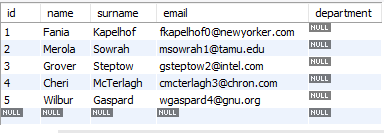 id name surname email department
1 Fania Kapelhof fkapelhof0@newyorker.com NULL
2 Merola Sowrah msowrah1@tamu.edu NULL
3 Grover Steptow gsteptow2@intel.com NULL
4 Cheri McTerlagh cmcterlagh3@chron.com NULL
5 Wilbur Gaspard wgaspard4@gnu.org NULL
NULL NULL NULL NULL NULL